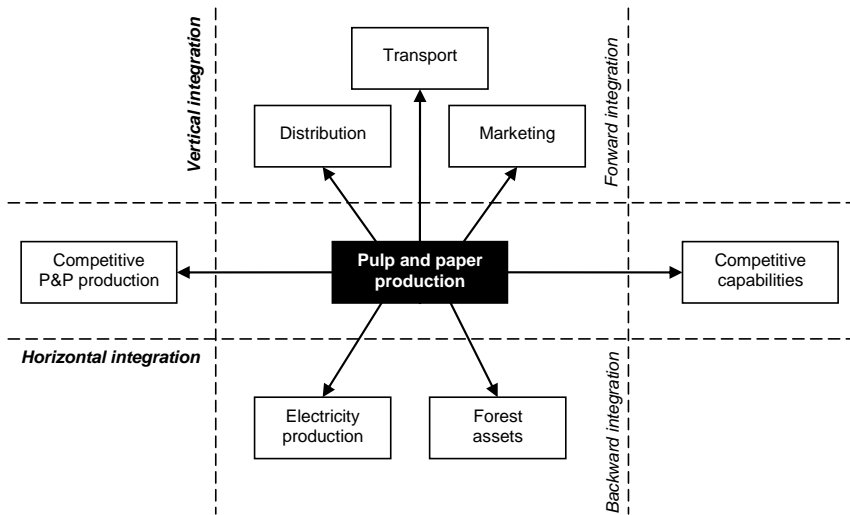 Transport
Vertical integration
Forward integration
Distribution
Marketing
Competitive
P&P production
Pulp and paper
production
Competitive
capabilities
Horizontal integration
Backward integration
Electricity
production
Forest
assets